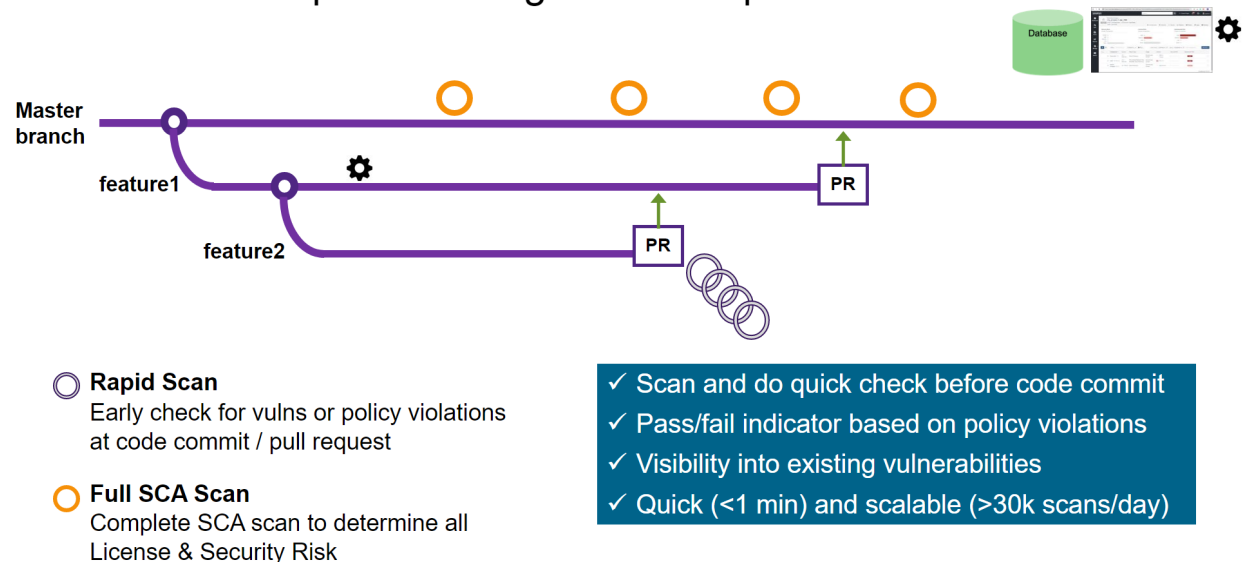 Database
Master
branch
feature1
PR
feature2
PR
Rapid Scan
Early check for vulns or policy violations
at code commit / pull request
Full SCA Scan
Complete SCA scan to determine all
License & Security Risk
✓ Scan and do quick check before code commit
✓ Pass/fail indicator based on policy violations
✓ Visibility into existing vulnerabilities
✓ Quick (<1 min) and scalable (>30k scans/day)